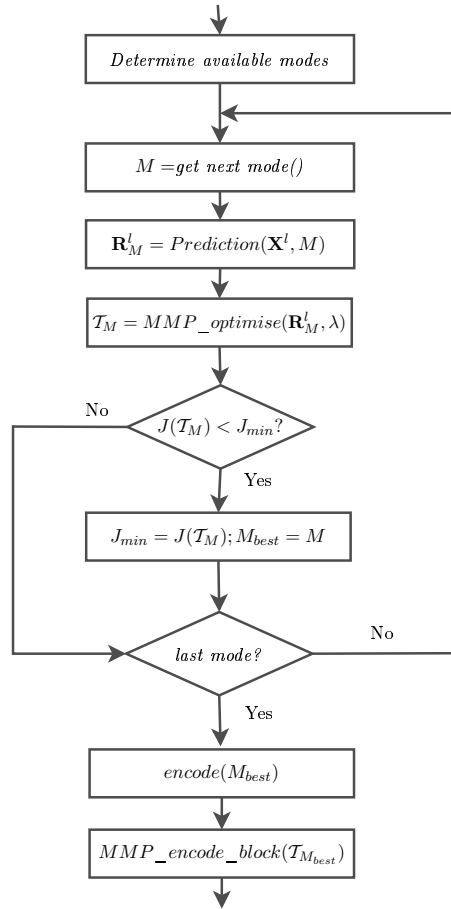 Determine available modes
M =get next mode()
𝐑^l_M = Prediction(𝐗^l, M)
𝒯_M = MMP_optimise(𝐑^l_M, λ)
No
J(𝒯_M) < J_min?
Yes
J_min = J(𝒯_M); M_best = M
No
last mode?
Yes
encode(M_best)
MMP_encode_block(𝒯_{M_best})